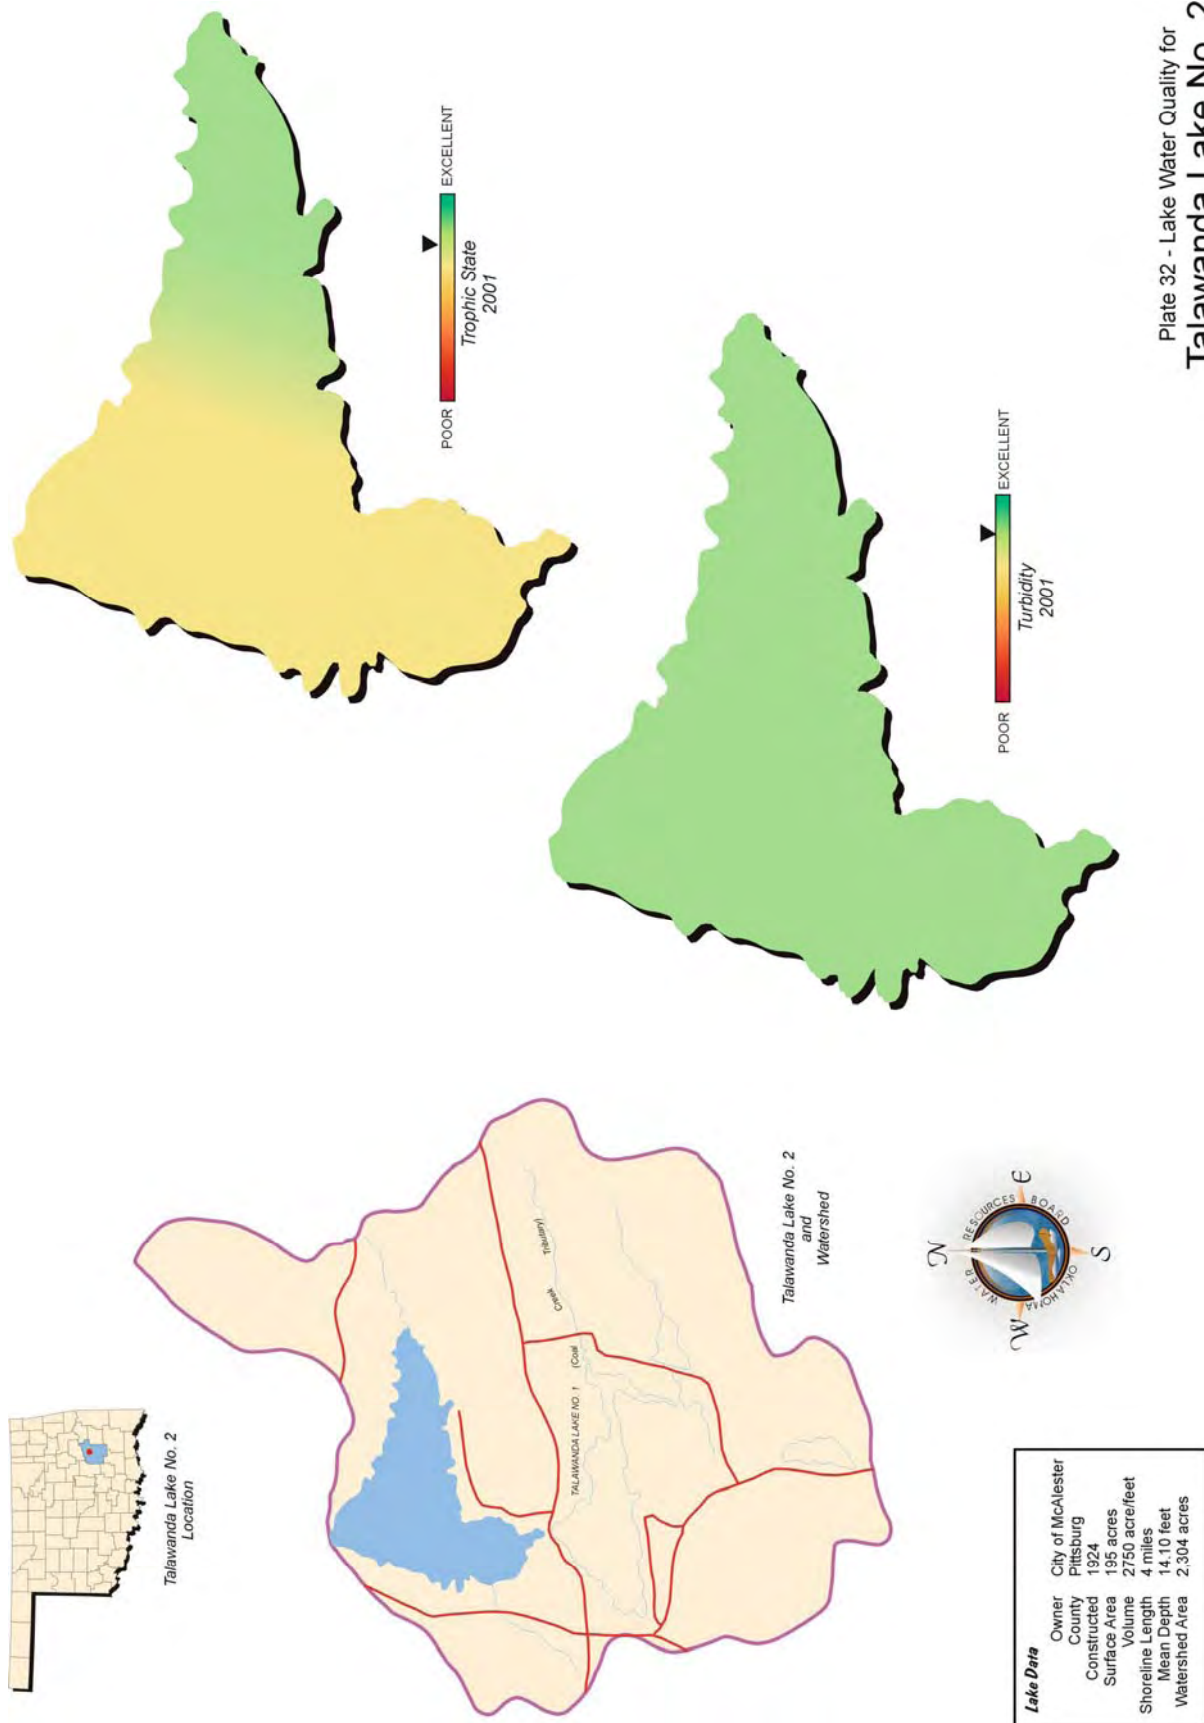 Plate 32 - Lake Water Quality for
Talawanda Lake No. 2
Talawanda Lake No. 2
Location
POOR
EXCELLENT
Trophic State
2001
POOR
EXCELLENT
Turbidity
2001
TALAWANDA LAKE NO. 1 (Coal Creek Tributary)
Talawanda Lake No. 2
and
Watershed
N
W
E
S
OKLAHOMA WATER RESOURCES BOARD
Lake Data
Owner City of McAlester
County Pittsburg
Constructed 1924
Surface Area 195 acres
Volume 2750 acre/feet
Shoreline Length 4 miles
Mean Depth 14.10 feet
Watershed Area 2,304 acres